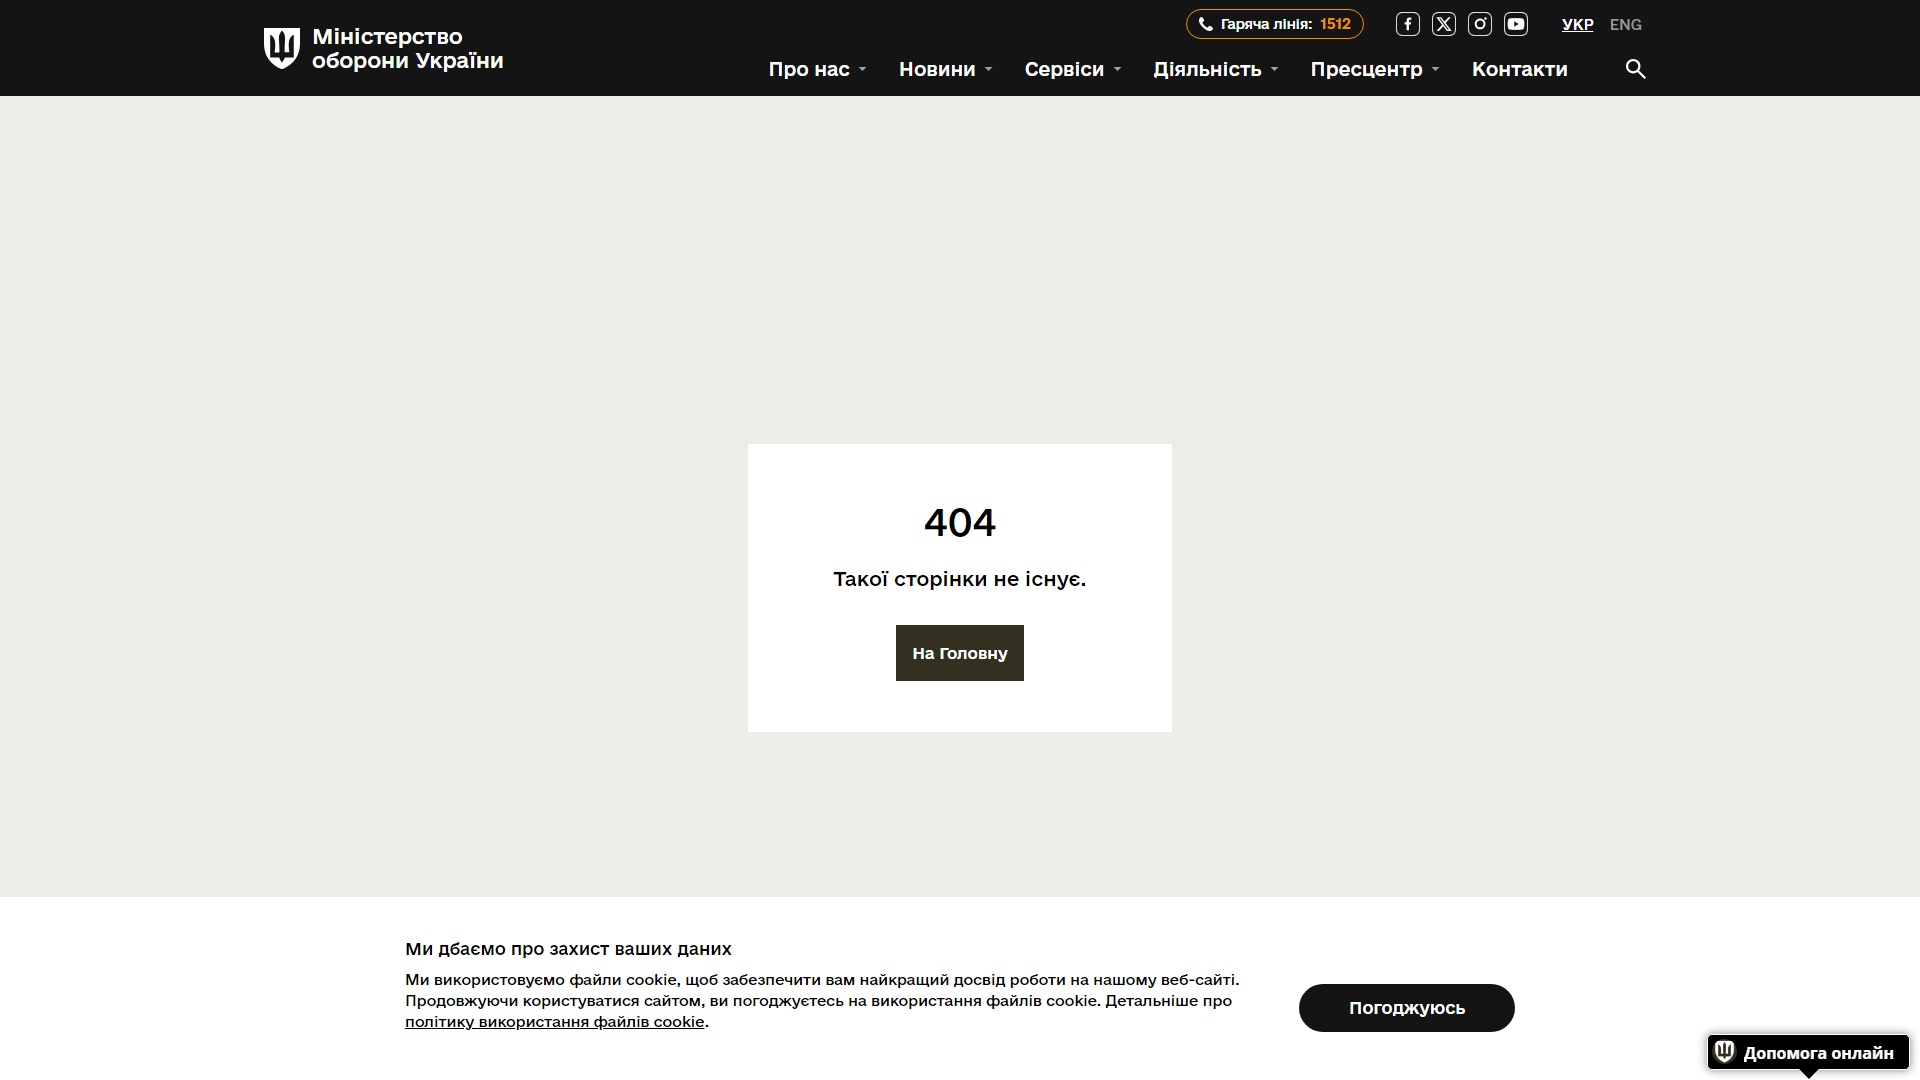 Міністерство
оборони України
Гаряча лінія: 1512
УКР ENG
Про нас Новини Сервіси Діяльність Пресцентр Контакти
404
Такої сторінки не існує.
На Головну
Ми дбаємо про захист ваших даних
Ми використовуємо файли cookie, щоб забезпечити вам найкращий досвід роботи на нашому веб-сайті.
Продовжуючи користуватися сайтом, ви погоджуєтесь на використання файлів cookie. Детальніше про
політику використання файлів cookie.
Погоджуюсь
Допомога онлайн